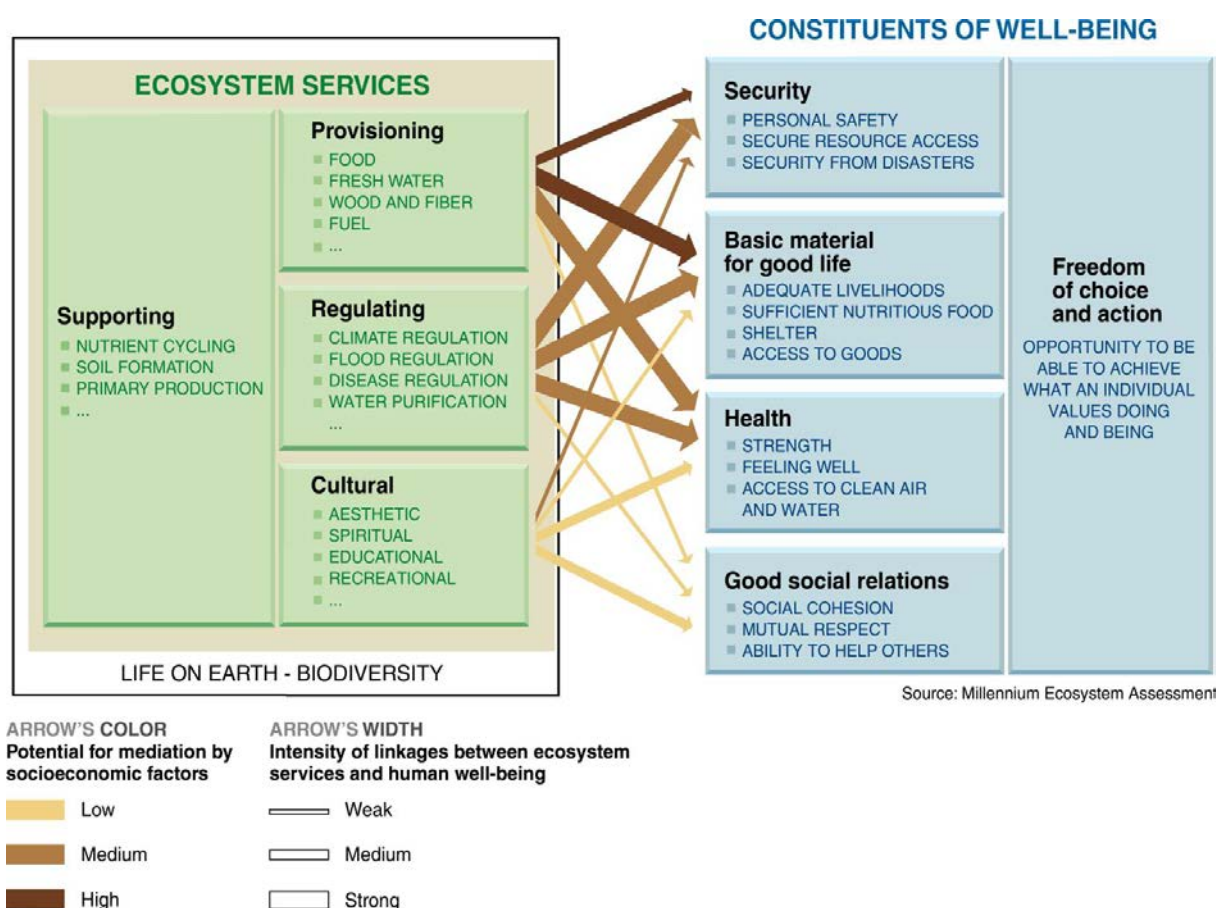 CONSTITUENTS OF WELL-BEING
ECOSYSTEM SERVICES
Supporting
NUTRIENT CYCLING
SOIL FORMATION
PRIMARY PRODUCTION
...
Provisioning
FOOD
FRESH WATER
WOOD AND FIBER
FUEL
...
Regulating
CLIMATE REGULATION
FLOOD REGULATION
DISEASE REGULATION
WATER PURIFICATION
...
Cultural
AESTHETIC
SPIRITUAL
EDUCATIONAL
RECREATIONAL
...
LIFE ON EARTH - BIODIVERSITY
Security
PERSONAL SAFETY
SECURE RESOURCE ACCESS
SECURITY FROM DISASTERS
Basic material
for good life
ADEQUATE LIVELIHOODS
SUFFICIENT NUTRITIOUS FOOD
SHELTER
ACCESS TO GOODS
Health
STRENGTH
FEELING WELL
ACCESS TO CLEAN AIR
AND WATER
Good social relations
SOCIAL COHESION
MUTUAL RESPECT
ABILITY TO HELP OTHERS
Freedom
of choice
and action
OPPORTUNITY TO BE
ABLE TO ACHIEVE
WHAT AN INDIVIDUAL
VALUES DOING
AND BEING
Source: Millennium Ecosystem Assessment
ARROW'S COLOR
Potential for mediation by
socioeconomic factors
Low
Medium
High
ARROW'S WIDTH
Intensity of linkages between ecosystem
services and human well-being
Weak
Medium
Strong